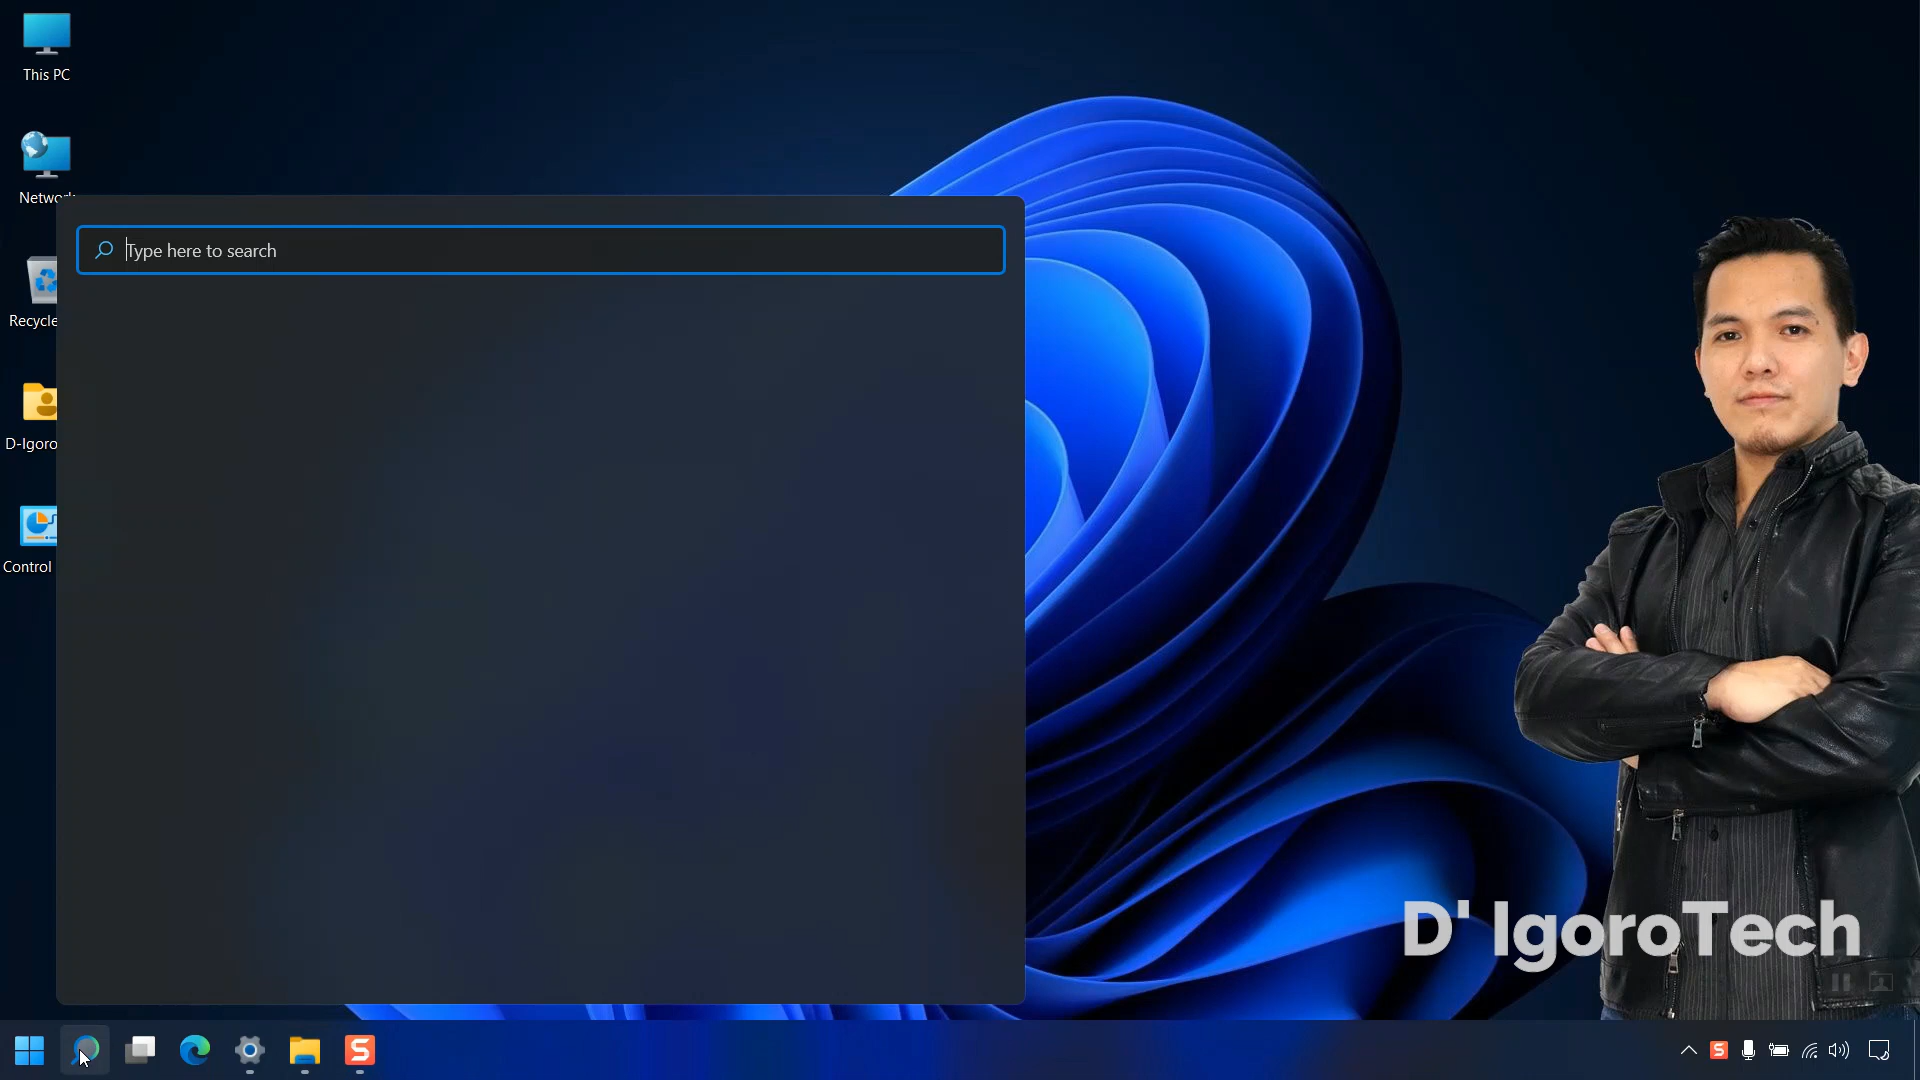 This PC
Network
Type here to search
Recycle
D-Igoro
Control
D' IgoroTech